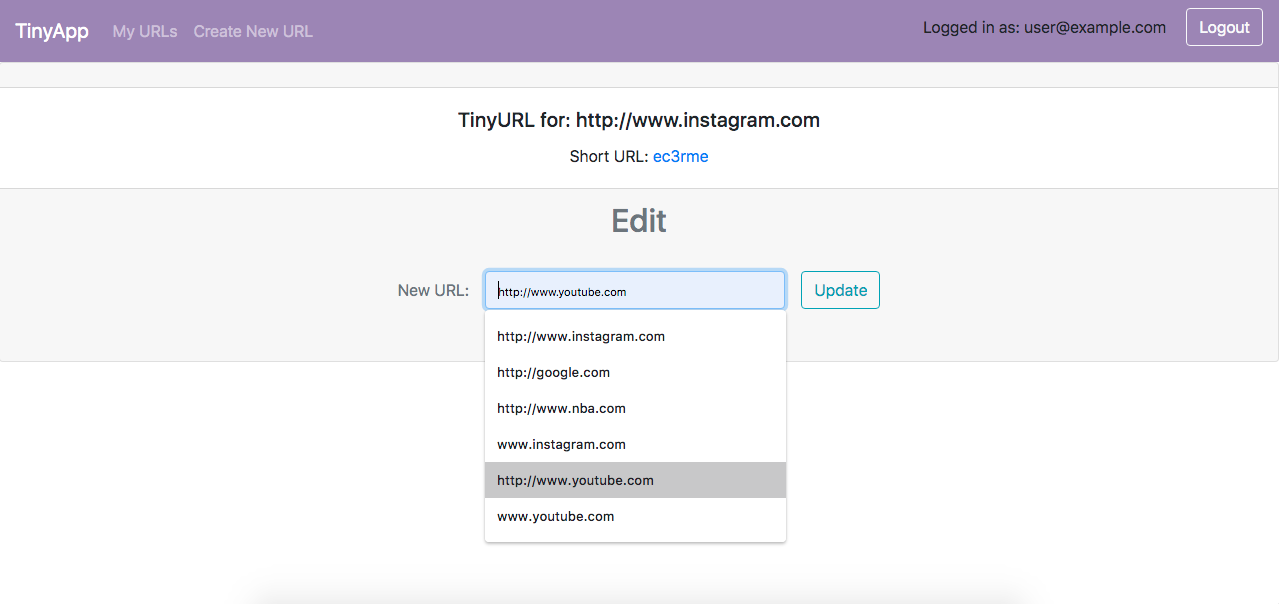 TinyApp My URLs Create New URL Logged in as: user@example.com Logout
TinyURL for: http://www.instagram.com
Short URL: ec3rme
Edit
New URL: http://www.youtube.com Update
http://www.instagram.com
http://google.com
http://www.nba.com
www.instagram.com
http://www.youtube.com
www.youtube.com